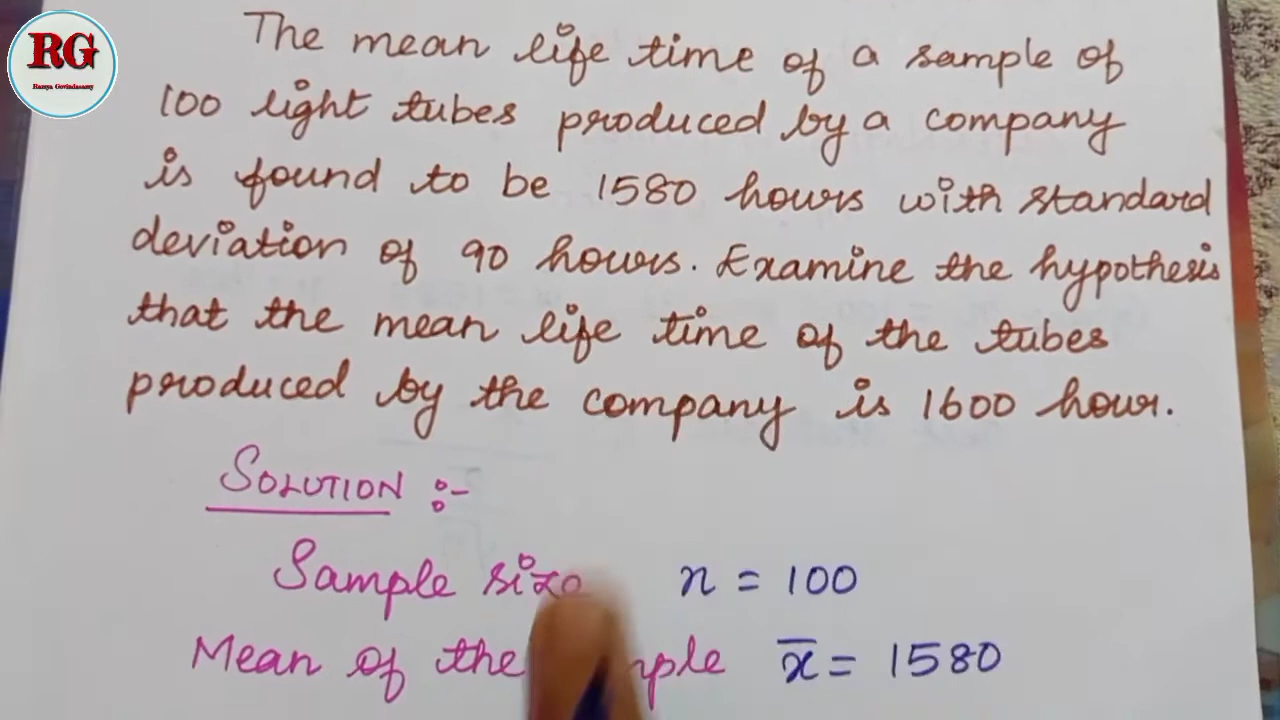 RG
Ramya Govindasamy
The mean life time of a sample of
100 light tubes produced by a company
is found to be 1580 hours with standard
deviation of 90 hours. Examine the hypothesis
that the mean life time of the tubes
produced by the company is 1600 hour.
SOLUTION :-
Sample size n = 100
Mean of the x̄ = 1580